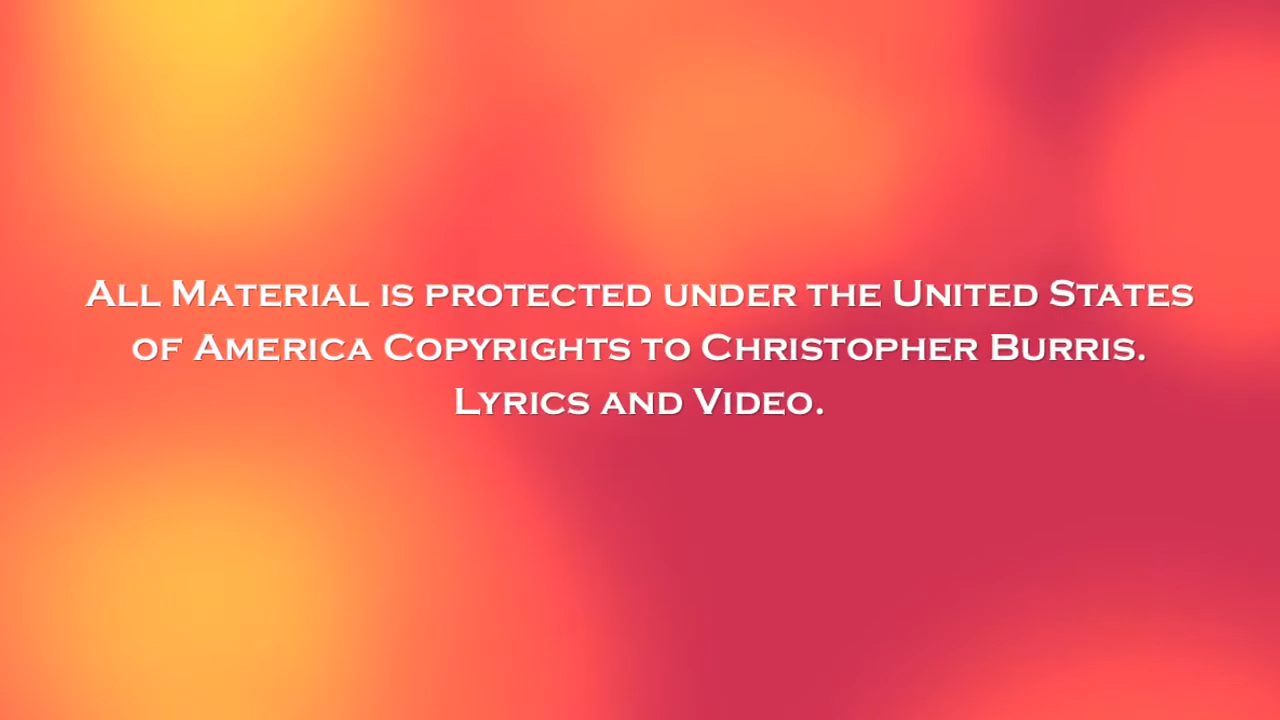 All Material is protected under the United States
of America Copyrights to Christopher Burris.
Lyrics and Video.